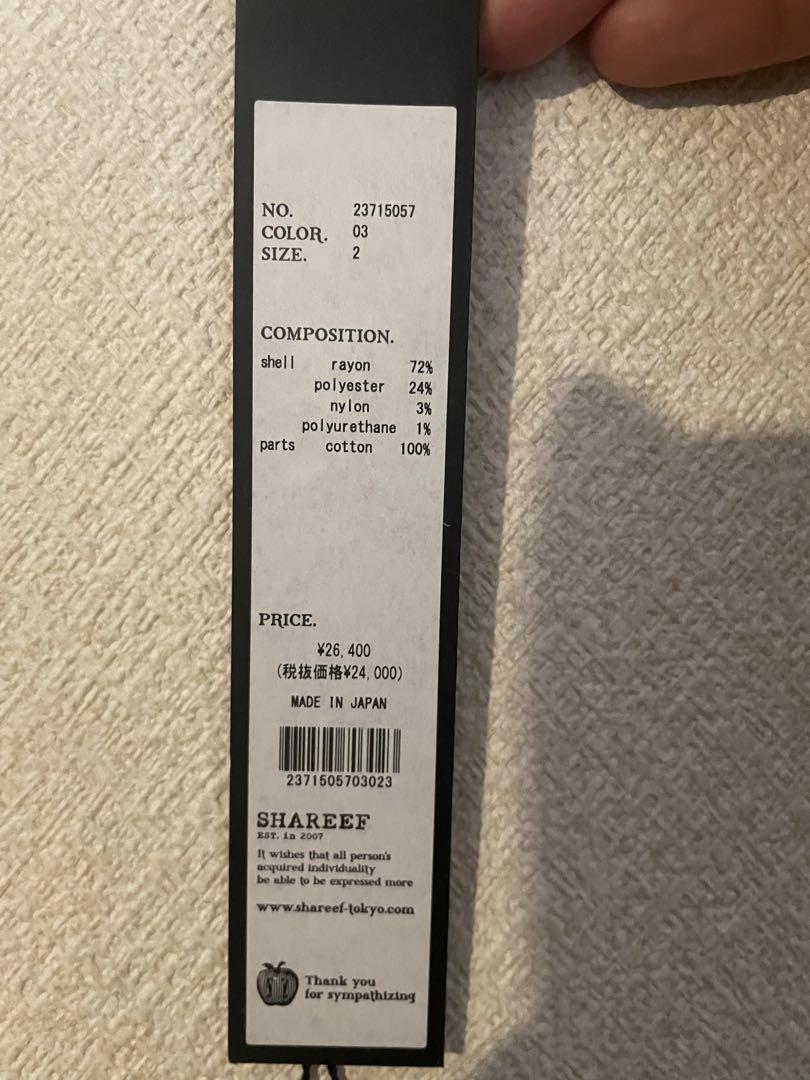 NO. 23715057
COLOR. 03
SIZE. 2
COMPOSITION.
shell rayon 72%
polyester 24%
nylon 3%
polyurethane 1%
parts cotton 100%
PRICE.
¥26,400
(税抜価格¥24,000)
MADE IN JAPAN
2371505703023
SHAREEF
EST. in 2007
It wishes that all person's
acquired individuality
be able to be expressed more
www.shareef-tokyo.com
Thank you
for sympathizing